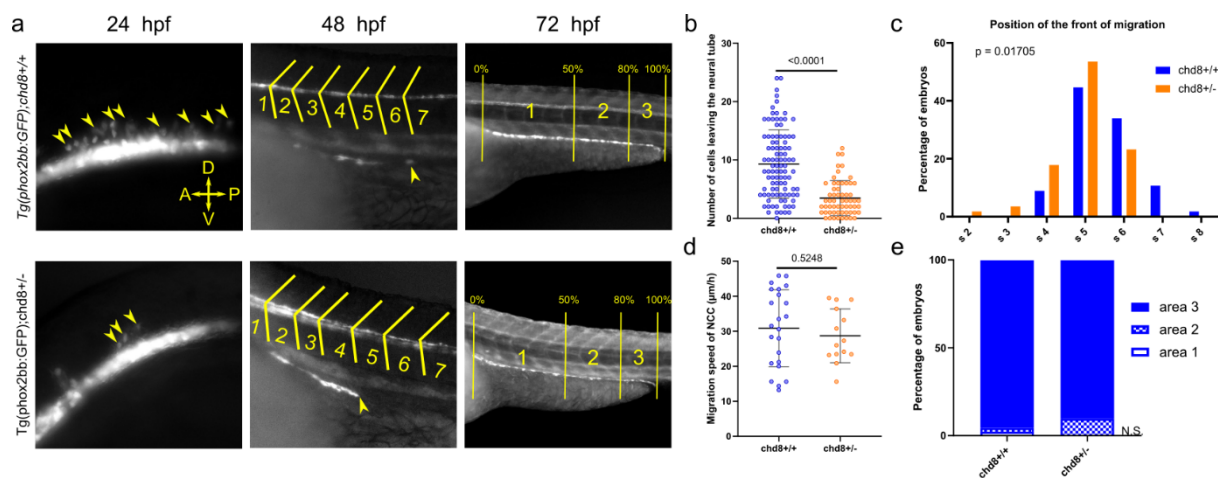 a
24 hpf
48 hpf
72 hpf
Tg(phox2bb:GFP);chd8+/+
D
A P
V
1 2 3 4 5 6 7
0% 50% 80% 100%
1 2 3
Tg(phox2bb:GFP);chd8+/-
1 2 3 4 5 6 7
0% 50% 80% 100%
1 2 3
b
Number of cells leaving the neural tube
30
20
10
0
<0.0001
chd8+/+ chd8+/-
c
Position of the front of migration
p = 0.01705
Percentage of embryos
60
40
20
0
chd8+/+
chd8+/-
s 2 s 3 s 4 s 5 s 6 s 7 s 8
d
Migration speed of NCC (µm/h)
60
40
20
0
0.5248
chd8+/+ chd8+/-
e
Percentage of embryos
100
50
0
N.S.
chd8+/+ chd8+/-
area 3
area 2
area 1